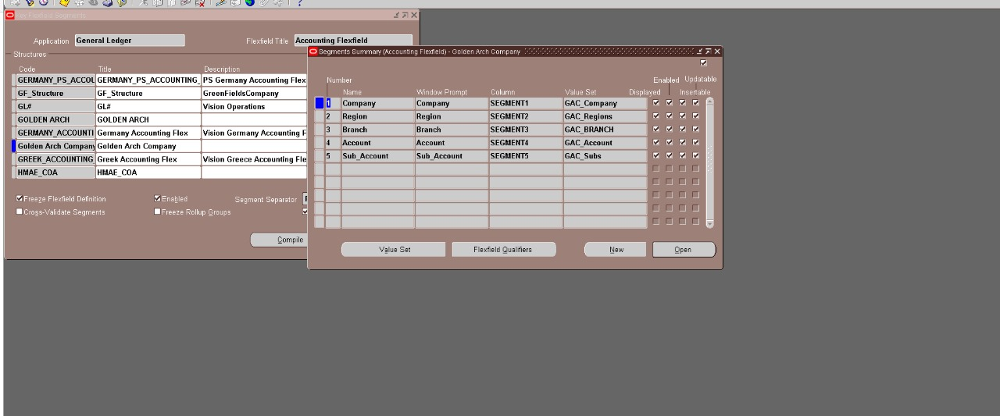 Key Flexfield Segments
Application General Ledger Flexfield Title Accounting Flexfield
Structures
Code Title Description
GERMANY_PS_ACCOU GERMANY_PS_ACCOUNTING_ PS Germany Accounting Flex
GF_Structure GF_Structure GreenFieldsCompany
GL# GL# Vision Operations
GOLDEN ARCH GOLDEN ARCH
GERMANY_ACCOUNTI Germany Accounting Flex Vision Germany Accounting F
Golden Arch Company Golden Arch Company
GREEK_ACCOUNTING_ Greek Accounting Flex Vision Greece Accounting Fle
HMAE_COA HMAE_COA
Freeze Flexfield Definition Enabled Segment Separator
Cross-Validate Segments Freeze Rollup Groups
Compile
Segments Summary (Accounting Flexfield) - Golden Arch Company
Number Enabled Updatable
Name Window Prompt Column Value Set Displayed Insertable
1 Company Company SEGMENT1 GAC_Company
2 Region Region SEGMENT2 GAC_Regions
3 Branch Branch SEGMENT3 GAC_BRANCH
4 Account Account SEGMENT4 GAC_Account
5 Sub_Account Sub_Account SEGMENT5 GAC_Subs
Value Set Flexfield Qualifiers New Open